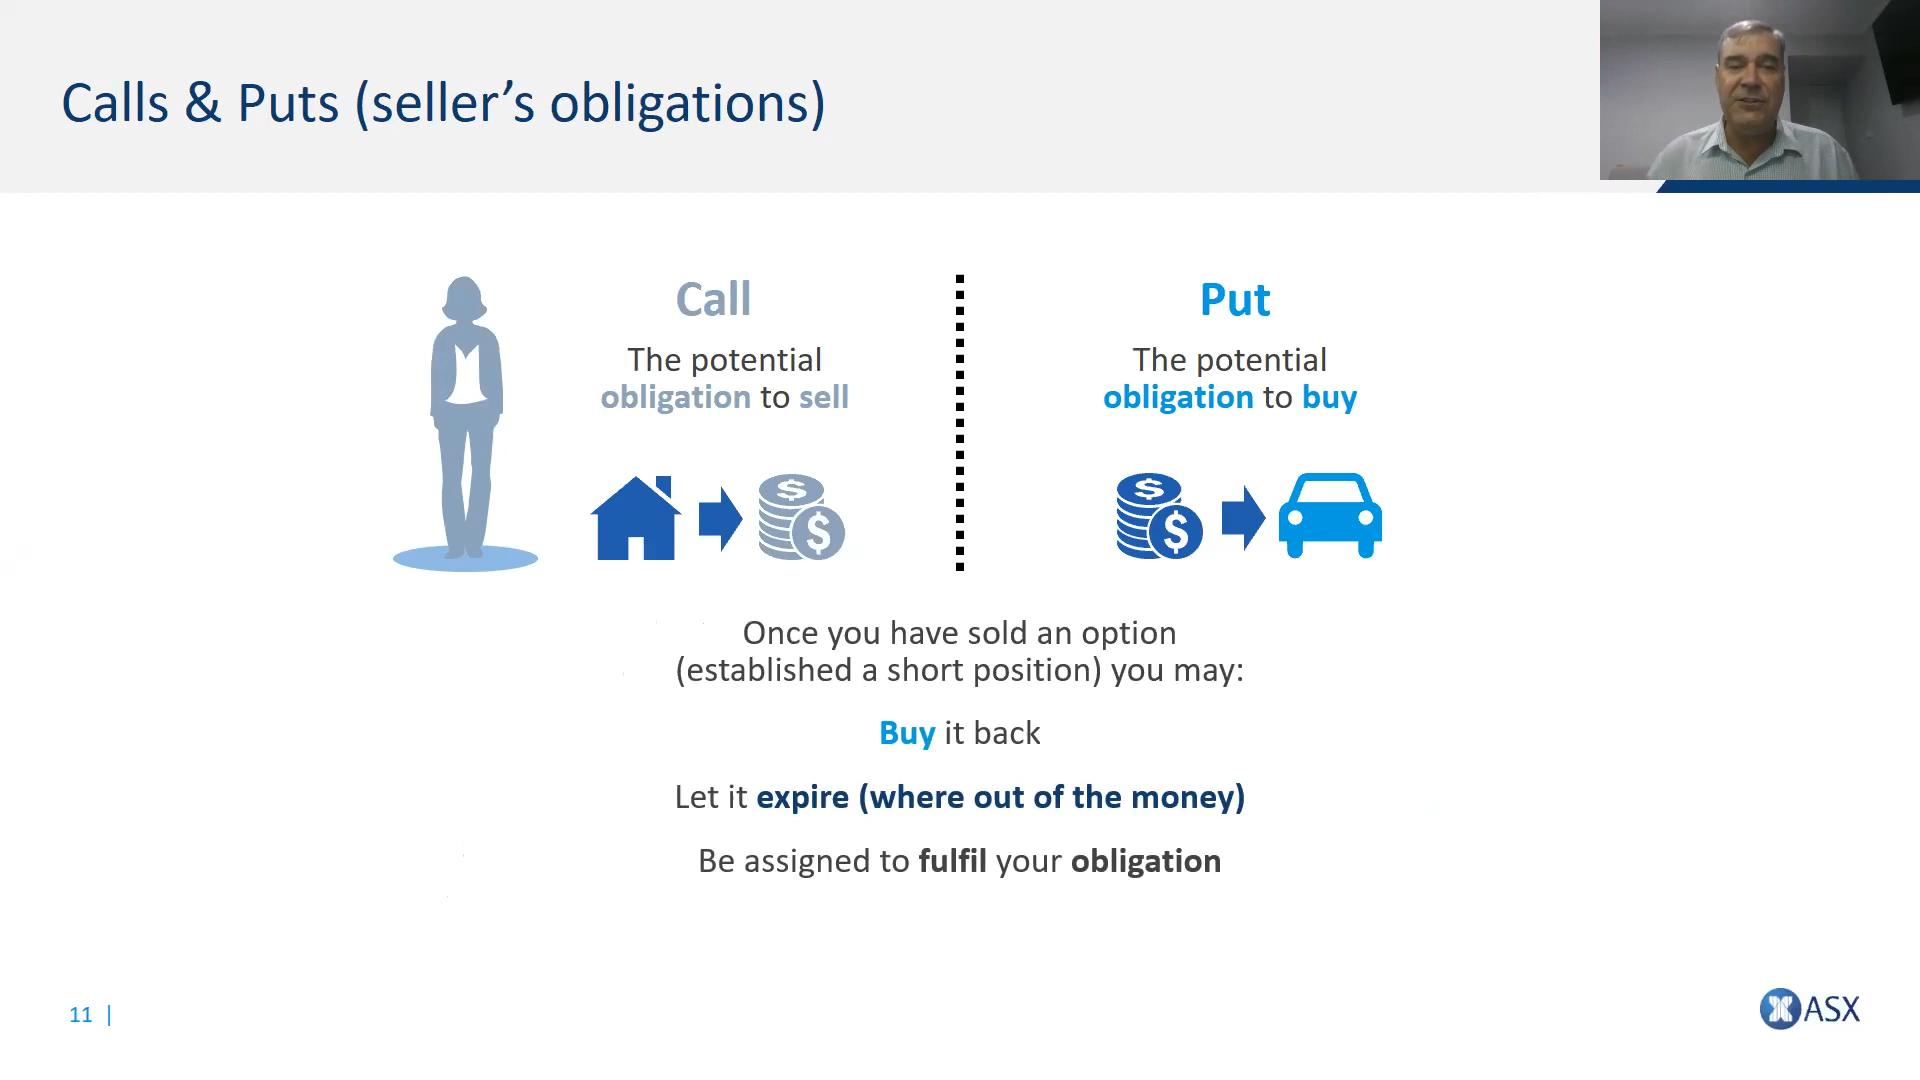 Calls & Puts (seller's obligations)
Call
The potential
obligation to sell
Put
The potential
obligation to buy
Once you have sold an option
(established a short position) you may:
Buy it back
Let it expire (where out of the money)
Be assigned to fulfil your obligation
11 |
ASX